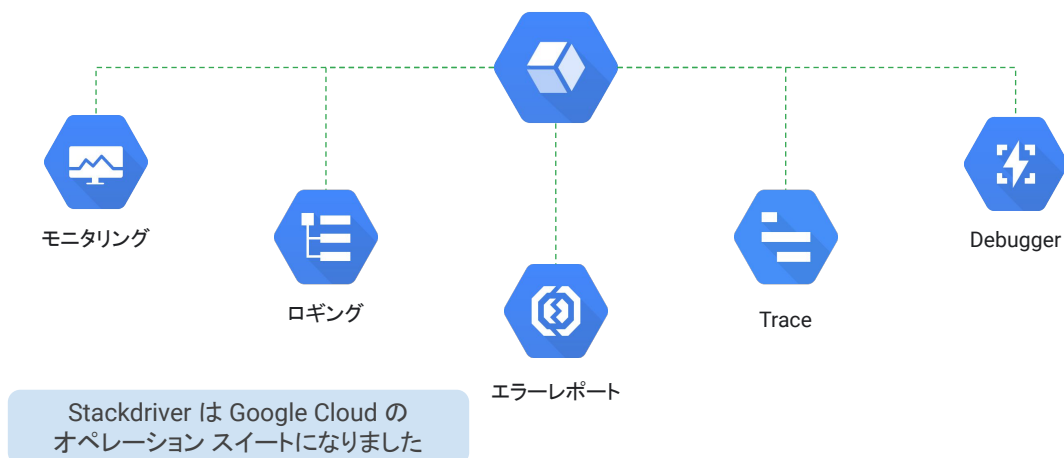 モニタリング
ロギング
エラーレポート
Trace
Debugger
Stackdriver は Google Cloud の
オペレーション スイートになりました